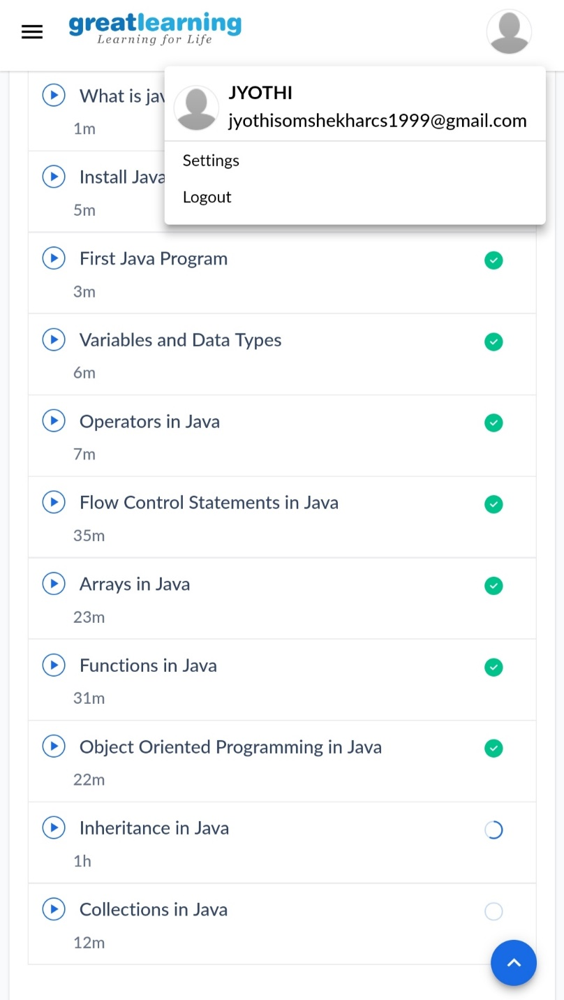 greatlearning
Learning for Life
JYOTHI
jyothisomshekharcs1999@gmail.com
Settings
Logout
What is jav
1m
Install Java
5m
First Java Program
3m
Variables and Data Types
6m
Operators in Java
7m
Flow Control Statements in Java
35m
Arrays in Java
23m
Functions in Java
31m
Object Oriented Programming in Java
22m
Inheritance in Java
1h
Collections in Java
12m